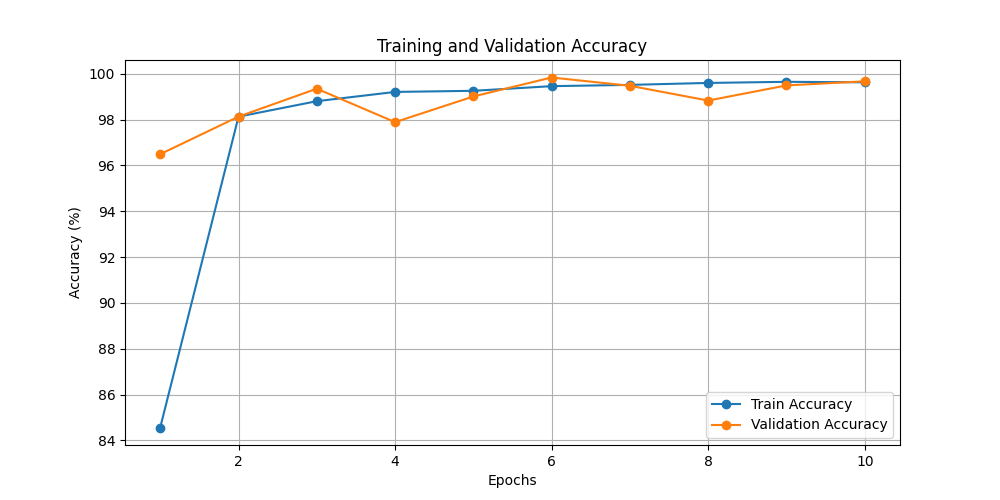 Training and Validation Accuracy
100
98
96
94
92
90
88
86
84
Accuracy (%)
2
4
6
8
10
Epochs
Train Accuracy
Validation Accuracy